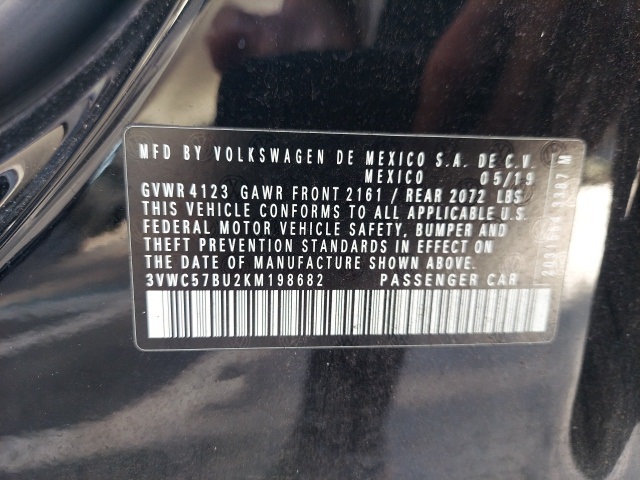 MFD BY VOLKSWAGEN DE MEXICO S.A. DE C.V.
MEXICO 05/19
GVWR 4123 GAWR FRONT 2161 / REAR 2072 LBS
THIS VEHICLE CONFORMS TO ALL APPLICABLE U.S.
FEDERAL MOTOR VEHICLE SAFETY, BUMPER AND
THEFT PREVENTION STANDARDS IN EFFECT ON
THE DATE OF MANUFACTURE SHOWN ABOVE.
3VWC57BU2KM198682 PASSENGER CAR